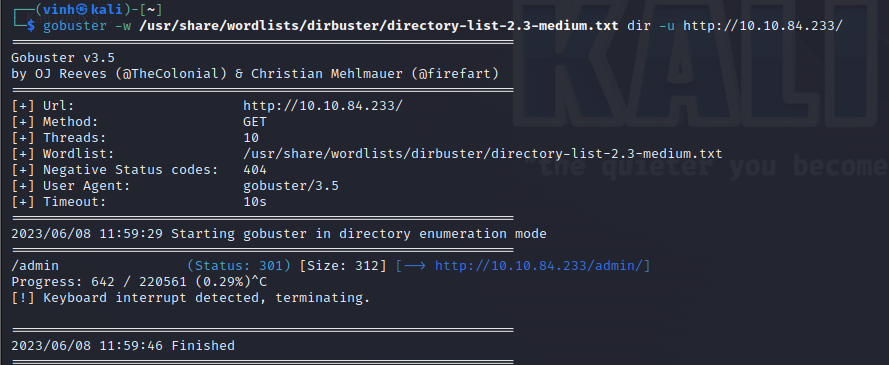 ┌──(vinh㉿kali)-[~]
└─$ gobuster -w /usr/share/wordlists/dirbuster/directory-list-2.3-medium.txt dir -u http://10.10.84.233/
===============================================================
Gobuster v3.5
by OJ Reeves (@TheColonial) & Christian Mehlmauer (@firefart)
===============================================================
[+] Url:                     http://10.10.84.233/
[+] Method:                  GET
[+] Threads:                 10
[+] Wordlist:                /usr/share/wordlists/dirbuster/directory-list-2.3-medium.txt
[+] Negative Status codes:   404
[+] User Agent:              gobuster/3.5
[+] Timeout:                 10s
===============================================================
2023/06/08 11:59:29 Starting gobuster in directory enumeration mode
===============================================================
/admin                (Status: 301) [Size: 312] [--> http://10.10.84.233/admin/]
Progress: 642 / 220561 (0.29%)^C
[!] Keyboard interrupt detected, terminating.
===============================================================
2023/06/08 11:59:46 Finished
===============================================================
KALI
the quieter you become